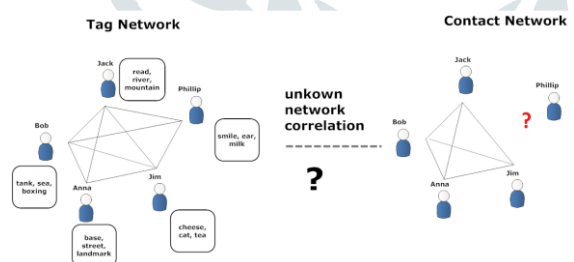 Tag Network
Jack
read,
river,
mountain
Phillip
Bob
smile, ear,
milk
tank, sea,
boxing
Anna
Jim
base,
street,
landmark
cheese,
cat, tea
unkown
network
correlation
?
Contact Network
Jack
Phillip
?
Bob
Anna
Jim